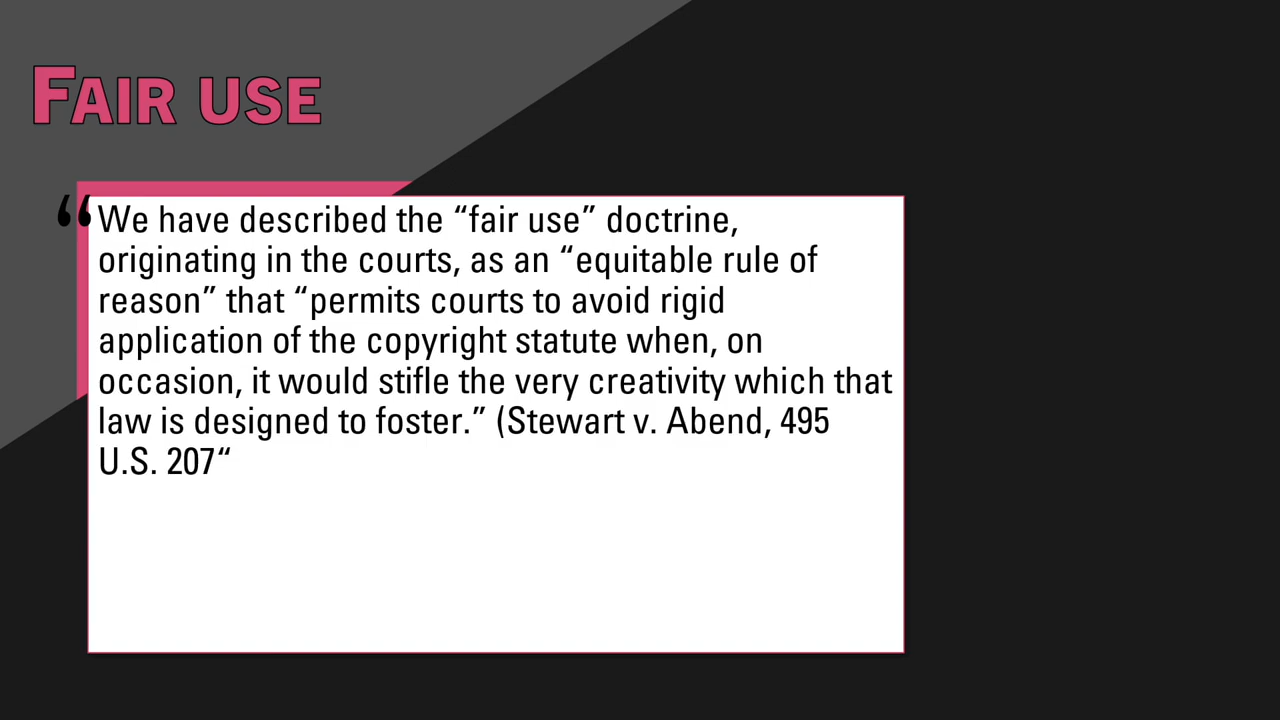 FAIR USE
“We have described the “fair use” doctrine,
originating in the courts, as an “equitable rule of
reason” that “permits courts to avoid rigid
application of the copyright statute when, on
occasion, it would stifle the very creativity which that
law is designed to foster.” (Stewart v. Abend, 495
U.S. 207“